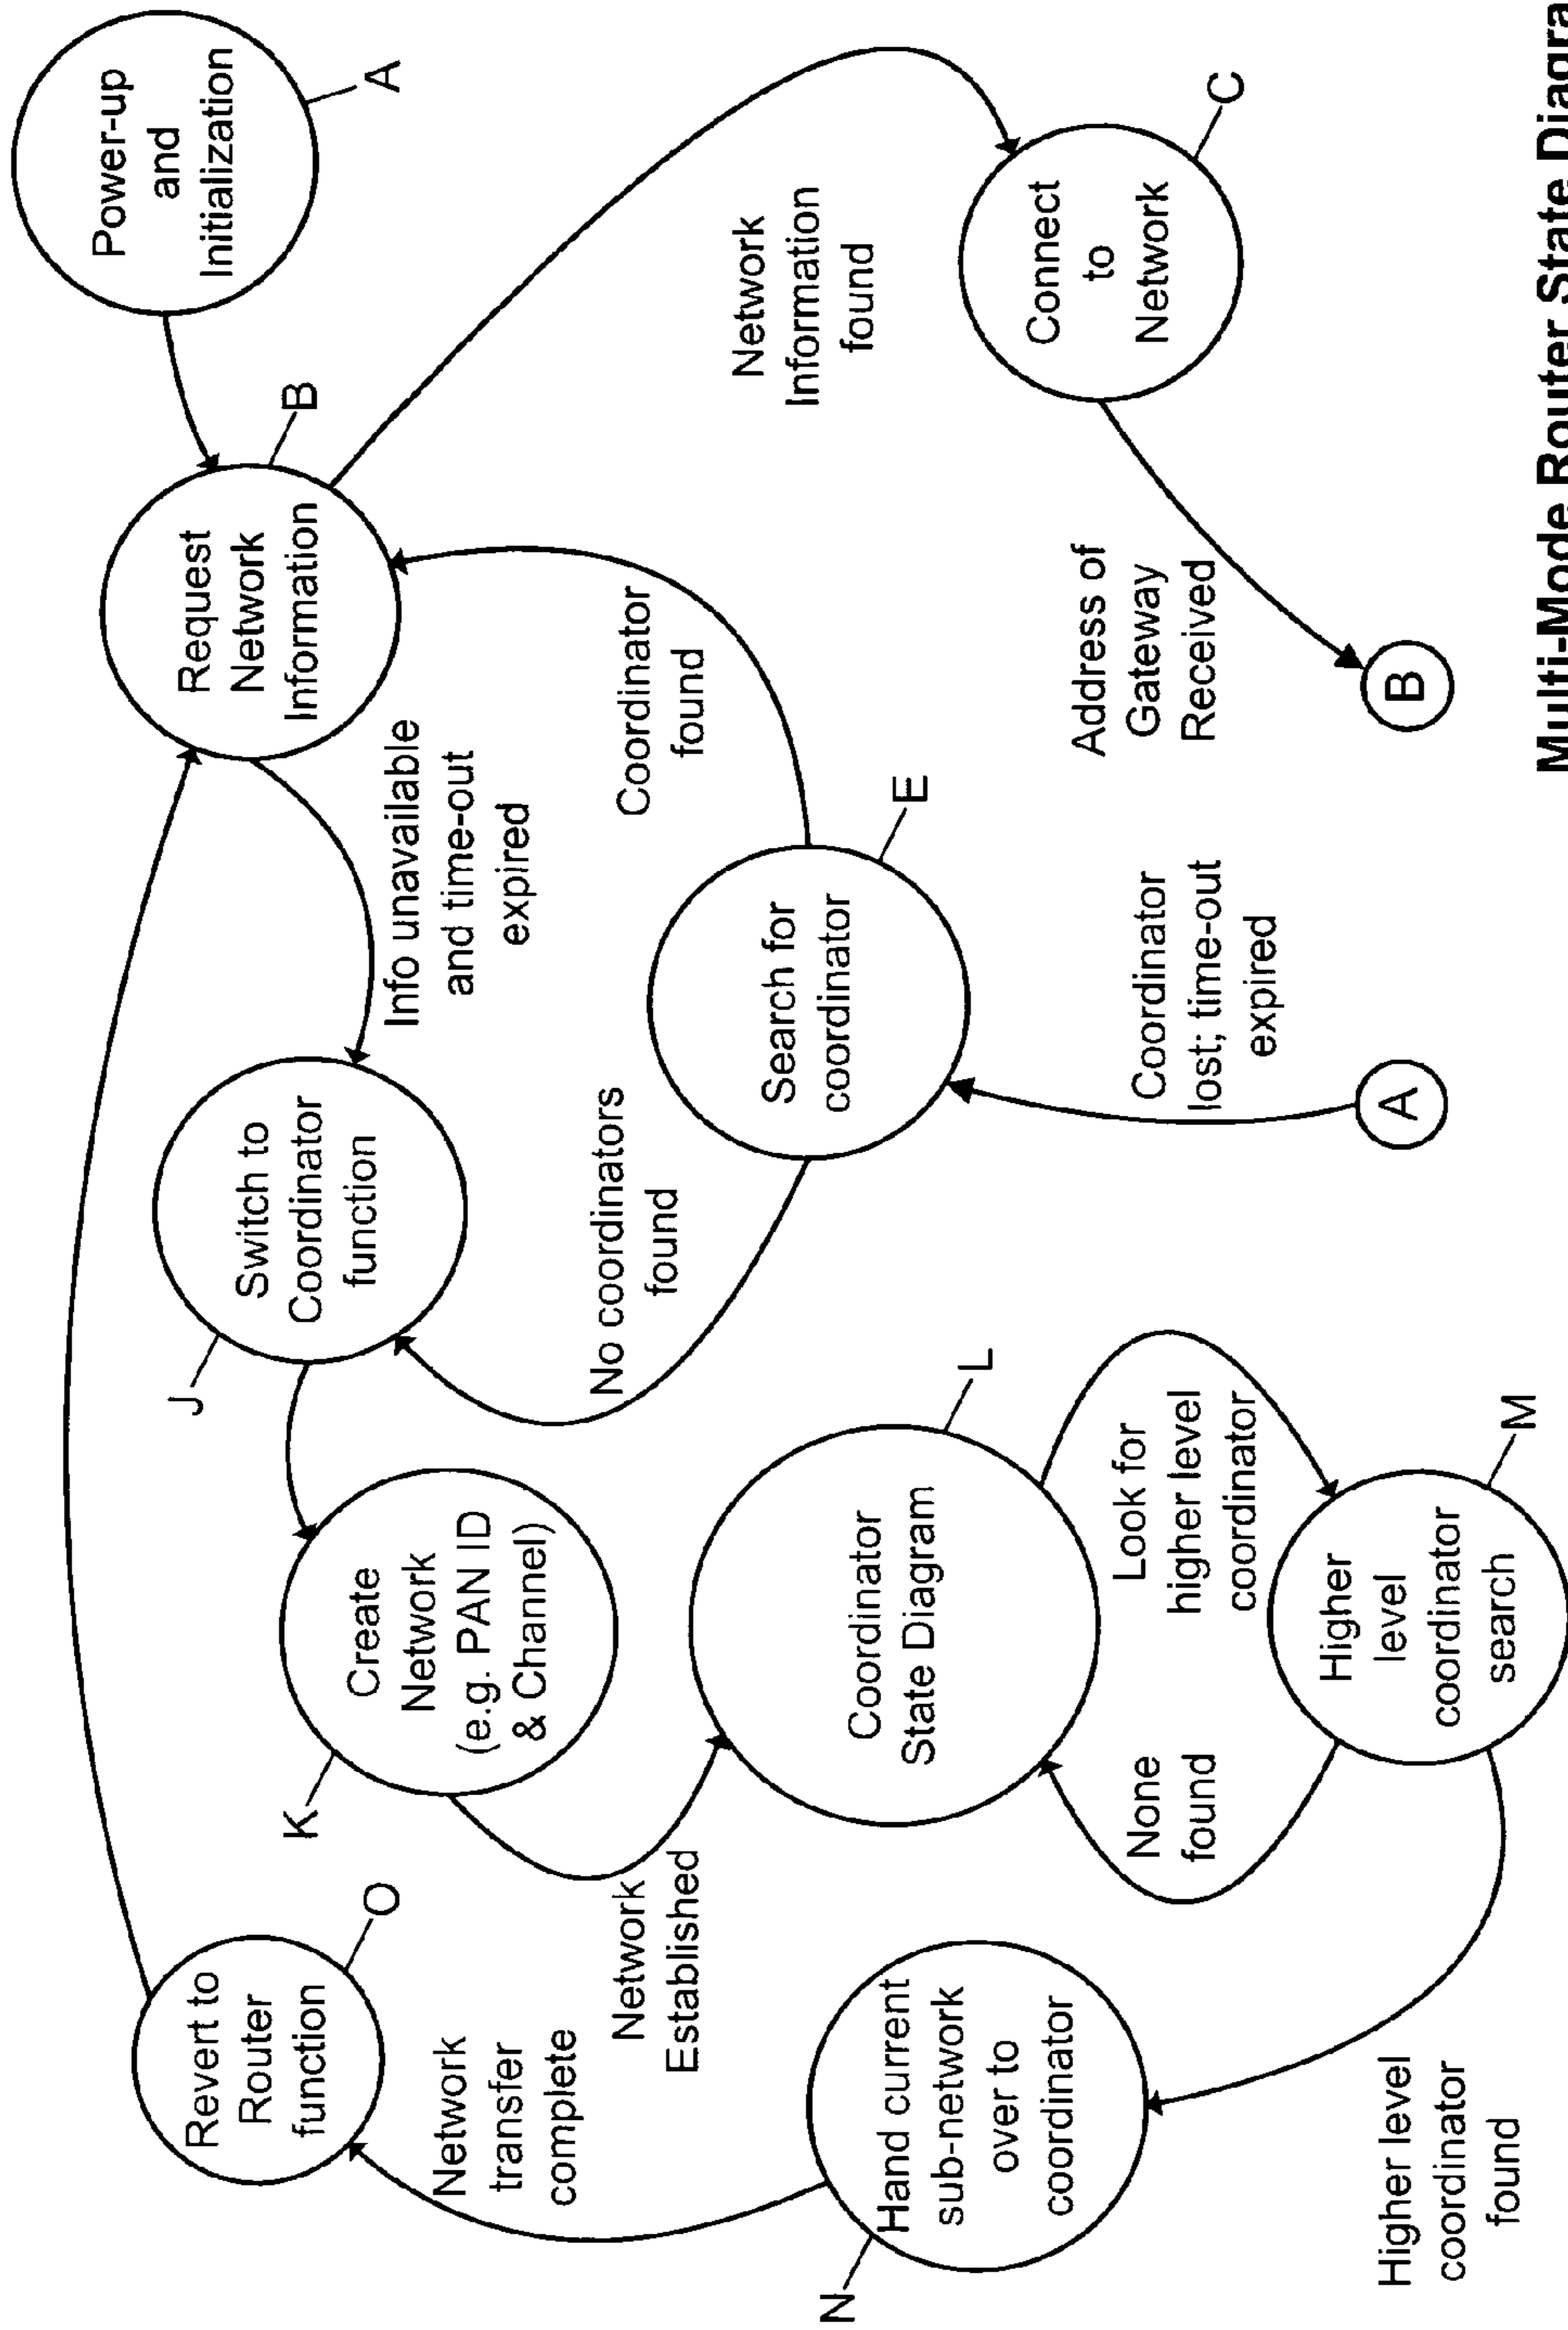 Power-up
and
Initialization
A
Request
Network
Information
B
Network
Information
found
Connect
to
Network
C
Address of
Gateway
Received
B
Info unavailable
and time-out
expired
Coordinator
found
Search for
coordinator
E
Coordinator
lost; time-out
expired
A
No coordinators
found
Switch to
Coordinator
function
J
Create
Network
(e.g. PAN ID
& Channel)
K
Network
Established
Coordinator
State Diagram
L
Look for
higher level
coordinator
Higher
level
coordinator
search
M
None
found
Higher level
coordinator
found
Hand current
sub-network
over to
coordinator
N
Network
transfer
complete
Revert to
Router
function
O
Multi-Mode Router State